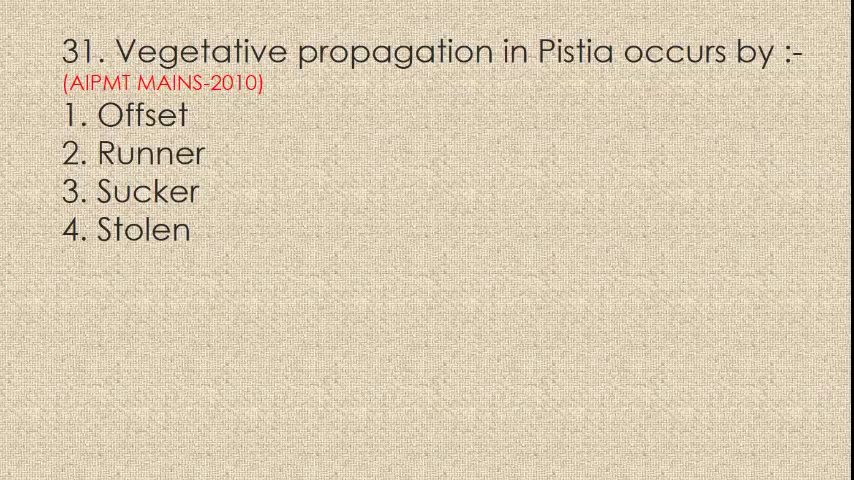 31. Vegetative propagation in Pistia occurs by :-
(AIPMT MAINS-2010)
1. Offset
2. Runner
3. Sucker
4. Stolen